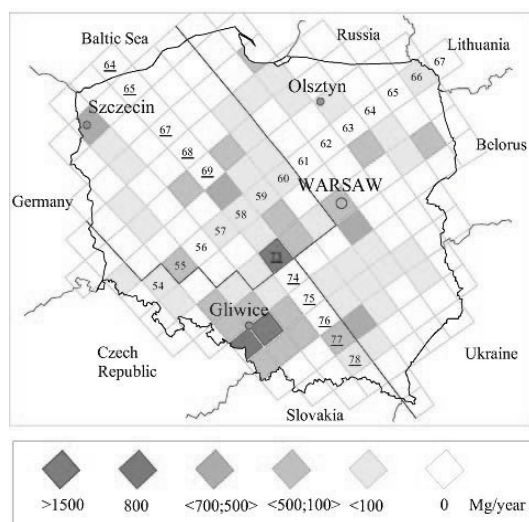 Baltic Sea
Russia
Lithuania
64
65
67
68
69
Szczecin
Olsztyn
67
66
65
64
63
62
61
60
59
58
57
56
55
54
WARSAW
Belorus
Germany
74
75
76
77
78
Gliwice
Czech
Republic
Slovakia
Ukraine
>1500 800 <700;500> <500;100> <100 0 Mg/year